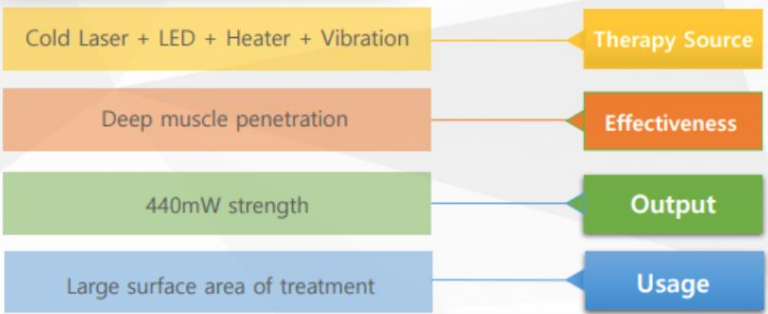 Cold Laser + LED + Heater + Vibration
Therapy Source
Deep muscle penetration
Effectiveness
440mW strength
Output
Large surface area of treatment
Usage